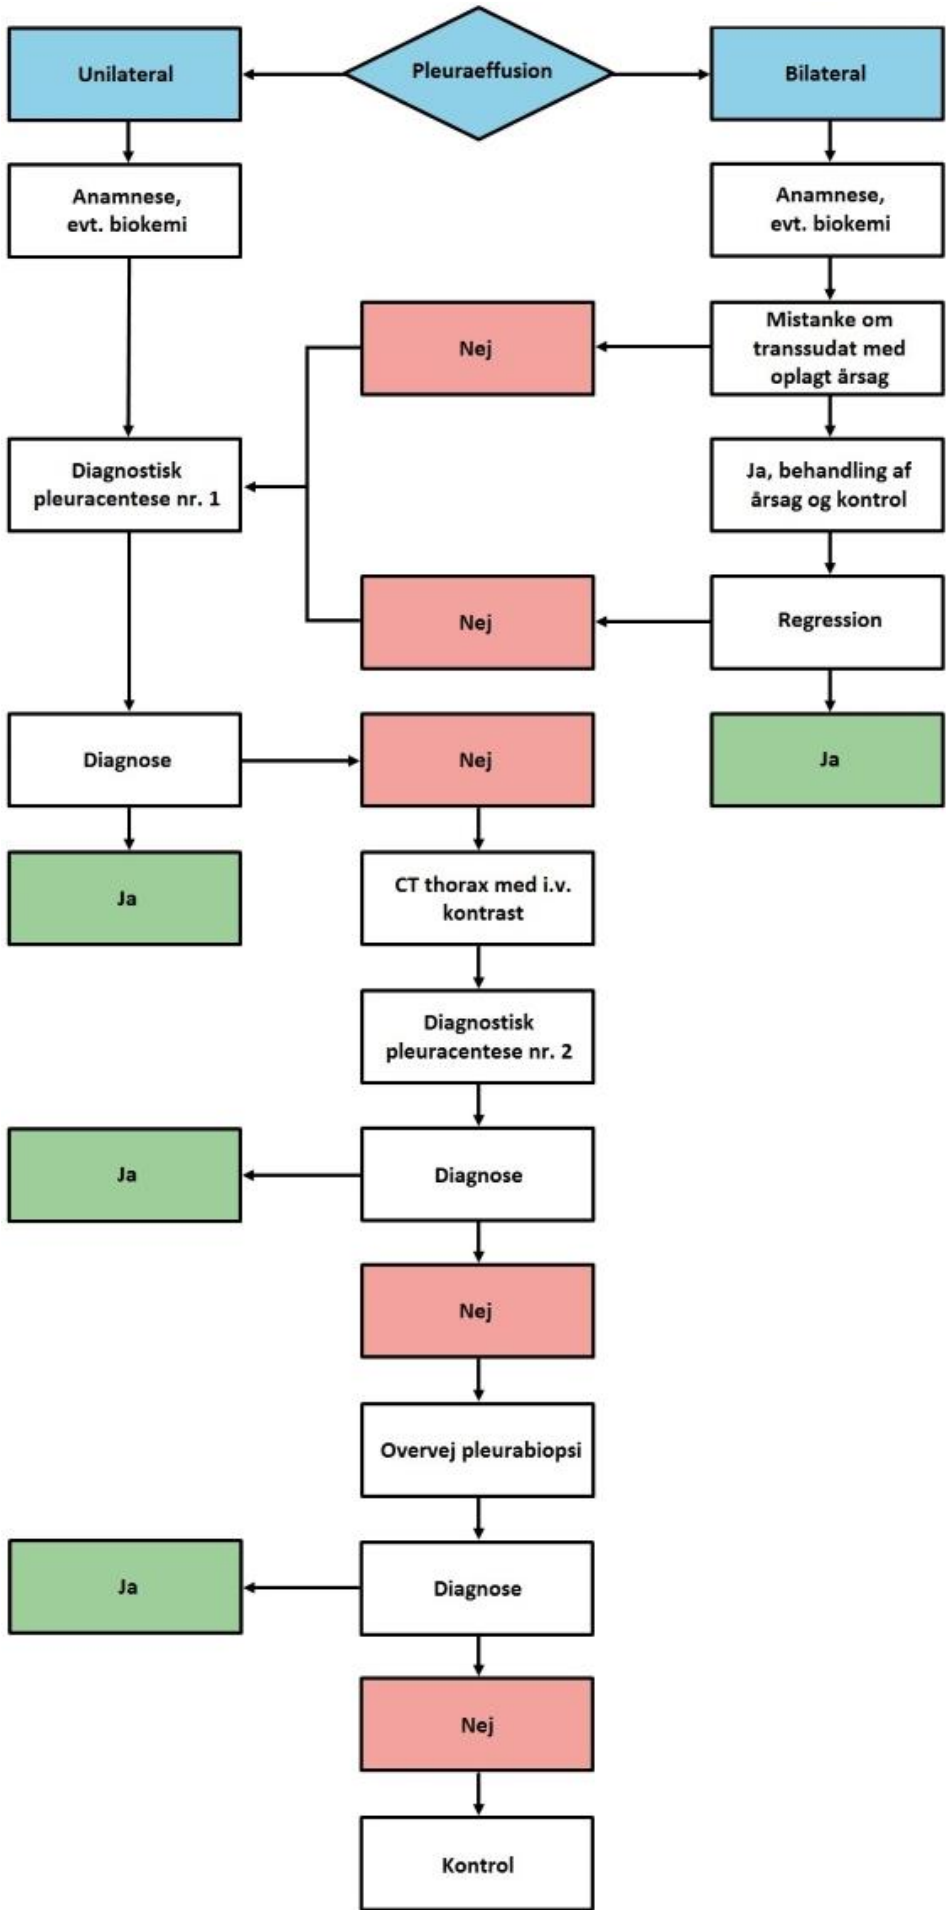 Pleuraeffusion
Unilateral
Bilateral
Anamnese,
evt. biokemi
Anamnese,
evt. biokemi
Nej
Mistanke om
transsudat med
oplagt årsag
Diagnostisk
pleuracentese nr. 1
Ja, behandling af
årsag og kontrol
Nej
Regression
Diagnose
Nej
Ja
Ja
CT thorax med i.v.
kontrast
Diagnostisk
pleuracentese nr. 2
Ja
Diagnose
Nej
Overvej pleurabiopsi
Ja
Diagnose
Nej
Kontrol